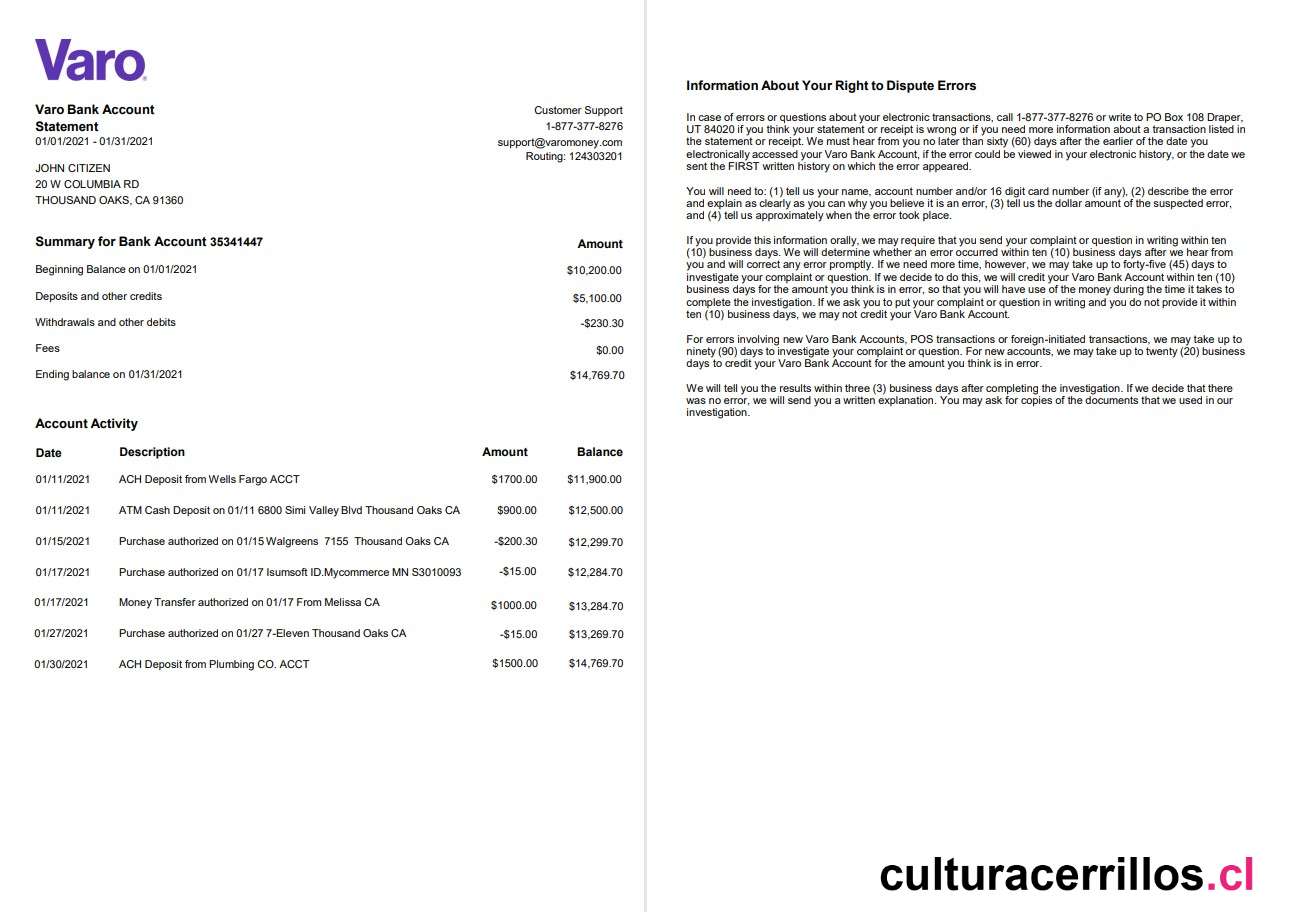 Varo
Varo Bank Account
Statement
01/01/2021 - 01/31/2021
Customer Support
1-877-377-8276
support@varomoney.com
Routing: 124303201
JOHN CITIZEN
20 W COLUMBIA RD
THOUSAND OAKS, CA 91360
Summary for Bank Account 35341447 Amount
Beginning Balance on 01/01/2021 $10,200.00
Deposits and other credits $5,100.00
Withdrawals and other debits -$230.30
Fees $0.00
Ending balance on 01/31/2021 $14,769.70
Account Activity
Date Description Amount Balance
01/11/2021 ACH Deposit from Wells Fargo ACCT $1700.00 $11,900.00
01/11/2021 ATM Cash Deposit on 01/11 6800 Simi Valley Blvd Thousand Oaks CA $900.00 $12,500.00
01/15/2021 Purchase authorized on 01/15 Walgreens 7155 Thousand Oaks CA -$200.30 $12,299.70
01/17/2021 Purchase authorized on 01/17 Isumsoft ID.Mycommerce MN S3010093 -$15.00 $12,284.70
01/17/2021 Money Transfer authorized on 01/17 From Melissa CA $1000.00 $13,284.70
01/27/2021 Purchase authorized on 01/27 7-Eleven Thousand Oaks CA -$15.00 $13,269.70
01/30/2021 ACH Deposit from Plumbing CO. ACCT $1500.00 $14,769.70
Information About Your Right to Dispute Errors
In case of errors or questions about your electronic transactions, call 1-877-377-8276 or write to PO Box 108 Draper,
UT 84020 if you think your statement or receipt is wrong or if you need more information about a transaction listed in
the statement or receipt. We must hear from you no later than sixty (60) days after the earlier of the date you
electronically accessed your Varo Bank Account, if the error could be viewed in your electronic history, or the date we
sent the FIRST written history on which the error appeared.
You will need to: (1) tell us your name, account number and/or 16 digit card number (if any), (2) describe the error
and explain as clearly as you can why you believe it is an error, (3) tell us the dollar amount of the suspected error,
and (4) tell us approximately when the error took place.
If you provide this information orally, we may require that you send your complaint or question in writing within ten
(10) business days. We will determine whether an error occurred within ten (10) business days after we hear from
you and will correct any error promptly. If we need more time, however, we may take up to forty-five (45) days to
investigate your complaint or question. If we decide to do this, we will credit your Varo Bank Account within ten (10)
business days for the amount you think is in error, so that you will have use of the money during the time it takes to
complete the investigation. If we ask you to put your complaint or question in writing and you do not provide it within
ten (10) business days, we may not credit your Varo Bank Account.
For errors involving new Varo Bank Accounts, POS transactions or foreign-initiated transactions, we may take up to
ninety (90) days to investigate your complaint or question. For new accounts, we may take up to twenty (20) business
days to credit your Varo Bank Account for the amount you think is in error.
We will tell you the results within three (3) business days after completing the investigation. If we decide that there
was no error, we will send you a written explanation. You may ask for copies of the documents that we used in our
investigation.
culturacerrillos.cl